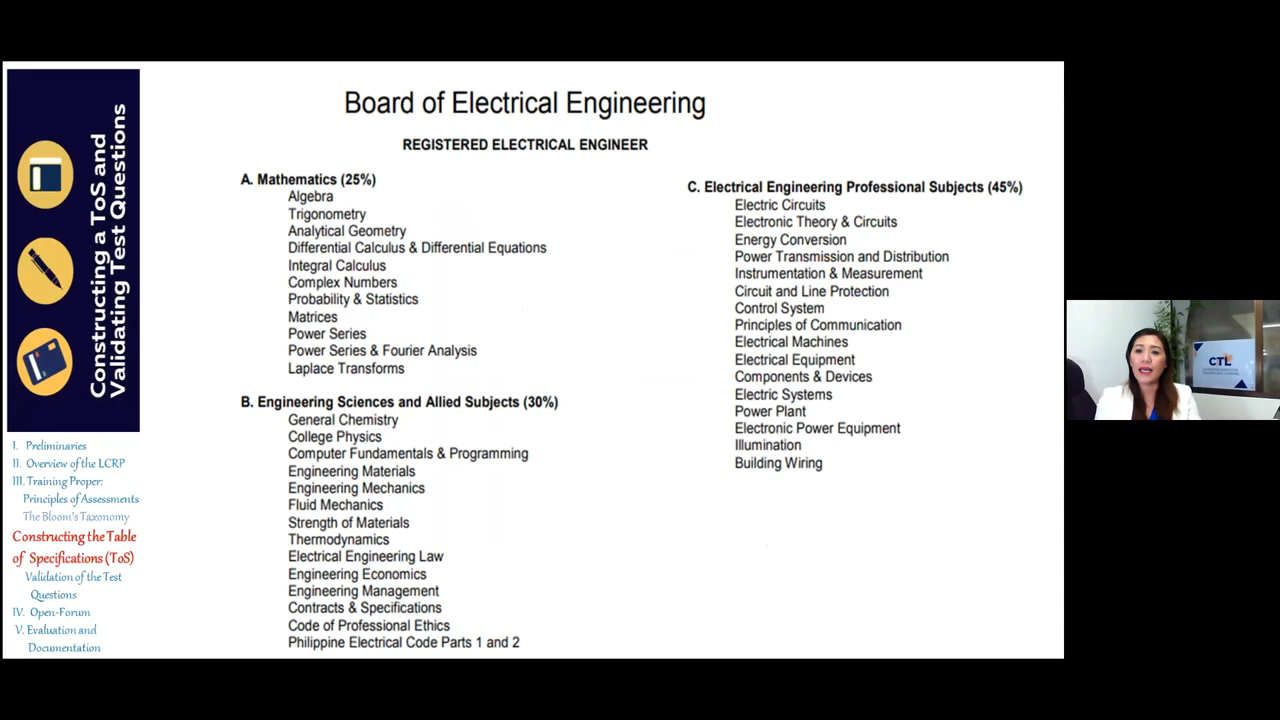 Constructing a ToS and
Validating Test Questions
I. Preliminaries
II. Overview of the LCRP
III. Training Proper:
Principles of Assessments
The Bloom's Taxonomy
Constructing the Table
of Specifications (ToS)
Validation of the Test
Questions
IV. Open-Forum
V. Evaluation and
Documentation
Board of Electrical Engineering
REGISTERED ELECTRICAL ENGINEER
A. Mathematics (25%)
Algebra
Trigonometry
Analytical Geometry
Differential Calculus & Differential Equations
Integral Calculus
Complex Numbers
Probability & Statistics
Matrices
Power Series
Power Series & Fourier Analysis
Laplace Transforms
B. Engineering Sciences and Allied Subjects (30%)
General Chemistry
College Physics
Computer Fundamentals & Programming
Engineering Materials
Engineering Mechanics
Fluid Mechanics
Strength of Materials
Thermodynamics
Electrical Engineering Law
Engineering Economics
Engineering Management
Contracts & Specifications
Code of Professional Ethics
Philippine Electrical Code Parts 1 and 2
C. Electrical Engineering Professional Subjects (45%)
Electric Circuits
Electronic Theory & Circuits
Energy Conversion
Power Transmission and Distribution
Instrumentation & Measurement
Circuit and Line Protection
Control System
Principles of Communication
Electrical Machines
Electrical Equipment
Components & Devices
Electric Systems
Power Plant
Electronic Power Equipment
Illumination
Building Wiring
CTL